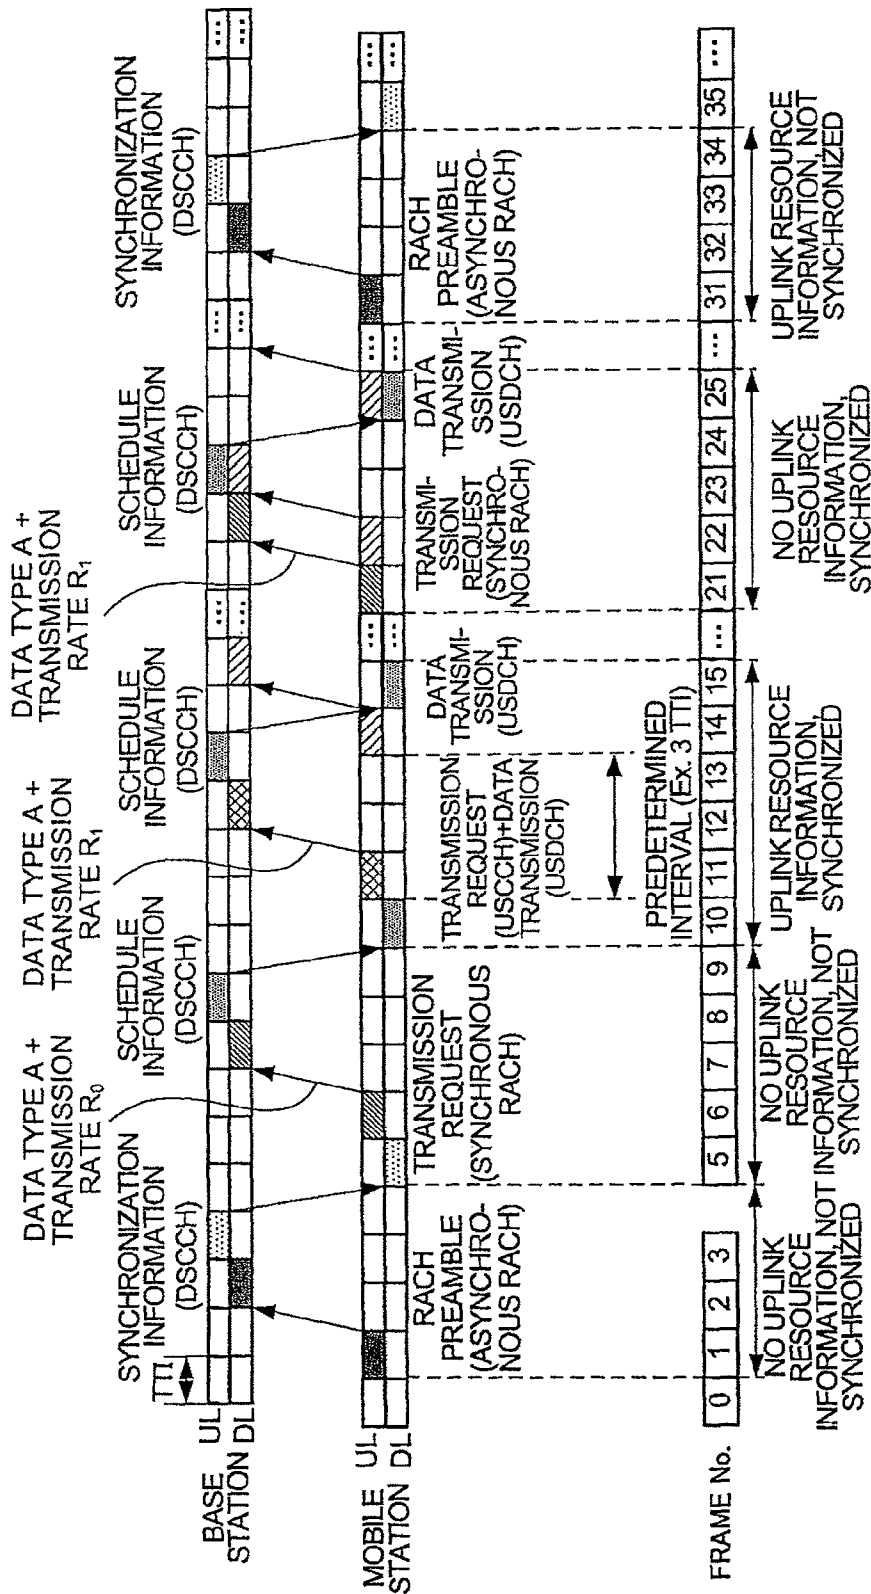 DATA TYPE A +
TRANSMISSION
RATE R₀
DATA TYPE A +
TRANSMISSION
RATE R₁
DATA TYPE A +
TRANSMISSION
RATE R₁
SYNCHRONIZATION
INFORMATION
(DSCCH)
SCHEDULE
INFORMATION
(DSCCH)
SCHEDULE
INFORMATION
(DSCCH)
SCHEDULE
INFORMATION
(DSCCH)
SYNCHRONIZATION
INFORMATION
(DSCCH)
TTI
BASE
STATION
UL
DL
... ... ...
... ... ...
MOBILE
STATION
UL
DL
... ... ...
... ... ...
RACH
PREAMBLE
(ASYNCHRO-
NOUS RACH)
TRANSMISSION
REQUEST
(SYNCHRONOUS
RACH)
TRANSMISSION
REQUEST
(USCCH)+DATA
TRANSMISSION
(USDCH)
DATA
TRANSMI-
SSION
(USDCH)
TRANSMI-
SSION
REQUEST
(SYNCHRO-
NOUS RACH)
DATA
TRANSMI-
SSION
(USDCH)
RACH
PREAMBLE
(ASYNCHRO-
NOUS RACH)
PREDETERMINED
INTERVAL (Ex. 3 TTI)
FRAME No.
0 1 2 3 5 6 7 8 9 10 11 12 13 14 15 ... 21 22 23 24 25 ... 31 32 33 34 35 ...
NO UPLINK
RESOURCE
INFORMATION, NOT
SYNCHRONIZED
NO UPLINK
RESOURCE
INFORMATION, NOT
SYNCHRONIZED
UPLINK RESOURCE
INFORMATION,
SYNCHRONIZED
NO UPLINK
RESOURCE
INFORMATION,
SYNCHRONIZED
UPLINK RESOURCE
INFORMATION, NOT
SYNCHRONIZED